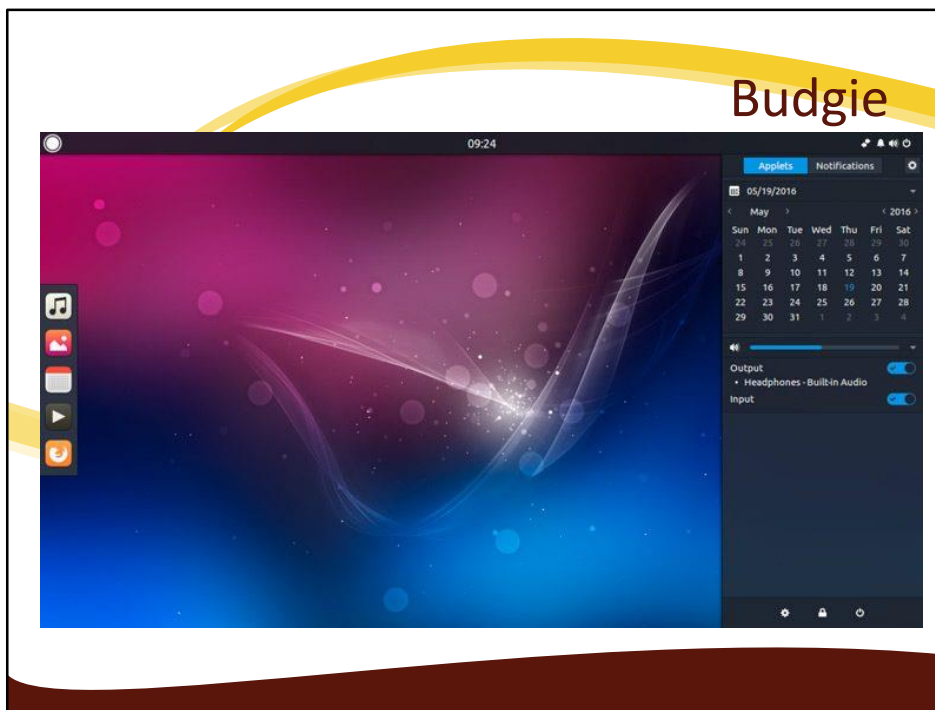 Budgie
09:24
Applets Notifications
05/19/2016
‹ May › ‹ 2016 ›
Sun Mon Tue Wed Thu Fri Sat
24 25 26 27 28 29 30
1 2 3 4 5 6 7
8 9 10 11 12 13 14
15 16 17 18 19 20 21
22 23 24 25 26 27 28
29 30 31 1 2 3 4
Output
• Headphones - Built-in Audio
Input